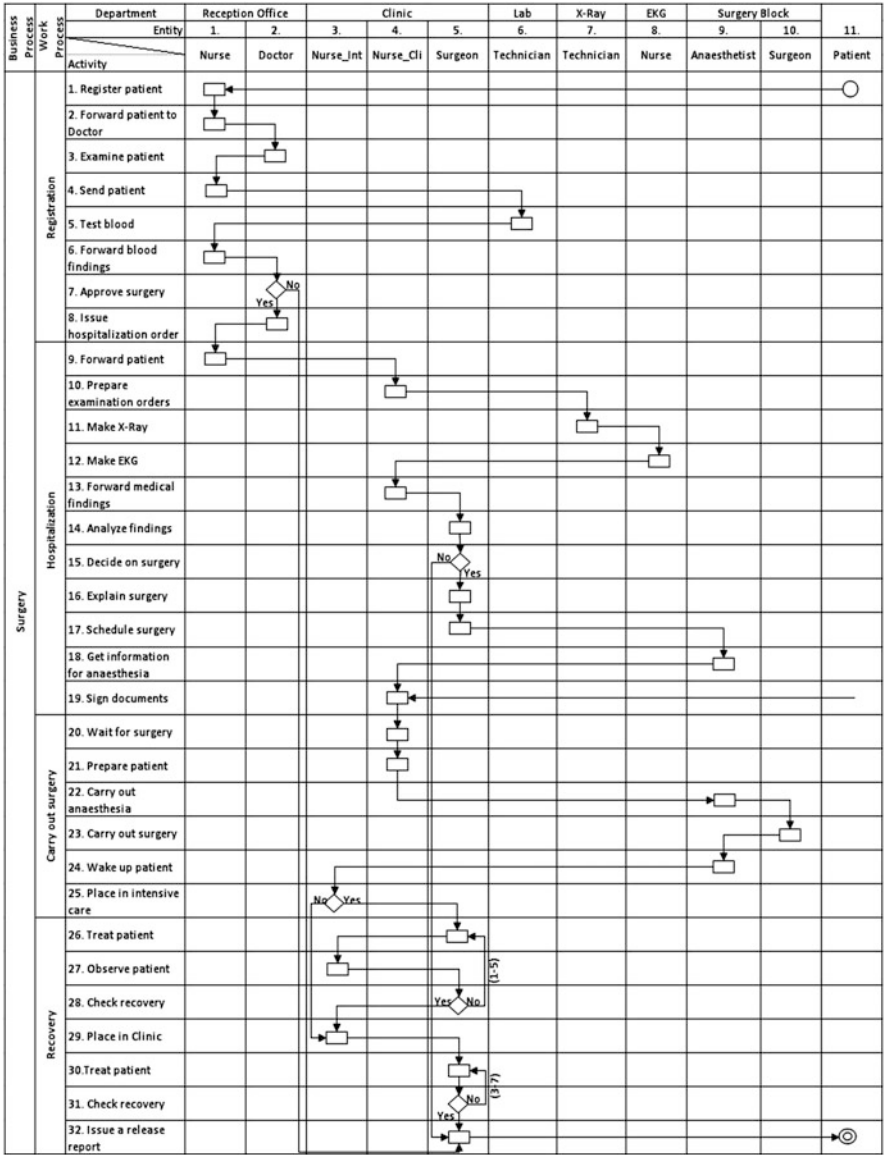 Business
Process
Work
Process
Department
Reception Office
Clinic
Lab
X-Ray
EKG
Surgery Block
Entity
1.
2.
3.
4.
5.
6.
7.
8.
9.
10.
11.
Activity
Nurse
Doctor
Nurse_Int
Nurse_Cli
Surgeon
Technician
Technician
Nurse
Anaesthetist
Surgeon
Patient
Surgery
Registration
1. Register patient
2. Forward patient to
Doctor
3. Examine patient
4. Send patient
5. Test blood
6. Forward blood
findings
7. Approve surgery
No
Yes
8. Issue
hospitalization order
Hospitalization
9. Forward patient
10. Prepare
examination orders
11. Make X-Ray
12. Make EKG
13. Forward medical
findings
14. Analyze findings
15. Decide on surgery
No
Yes
16. Explain surgery
17. Schedule surgery
18. Get information
for anaesthesia
19. Sign documents
Carry out surgery
20. Wait for surgery
21. Prepare patient
22. Carry out
anaesthesia
23. Carry out surgery
24. Wake up patient
25. Place in intensive
care
No
Yes
Recovery
26. Treat patient
27. Observe patient
(1-5)
28. Check recovery
Yes
No
29. Place in Clinic
30.Treat patient
(3-7)
31. Check recovery
No
Yes
32. Issue a release
report